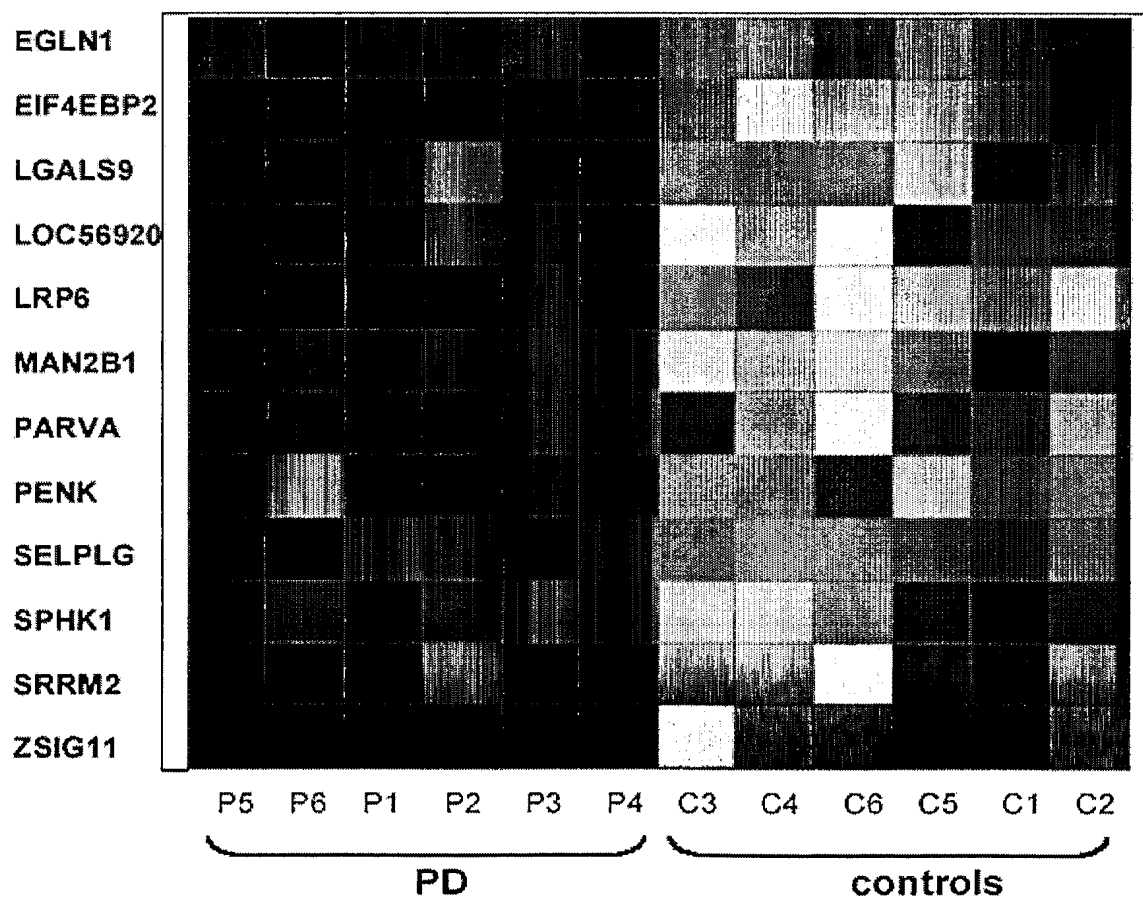 EGLN1
EIF4EBP2
LGALS9
LOC56920
LRP6
MAN2B1
PARVA
PENK
SELPLG
SPHK1
SRRM2
ZSIG11
P5 P6 P1 P2 P3 P4 C3 C4 C6 C5 C1 C2
PD controls